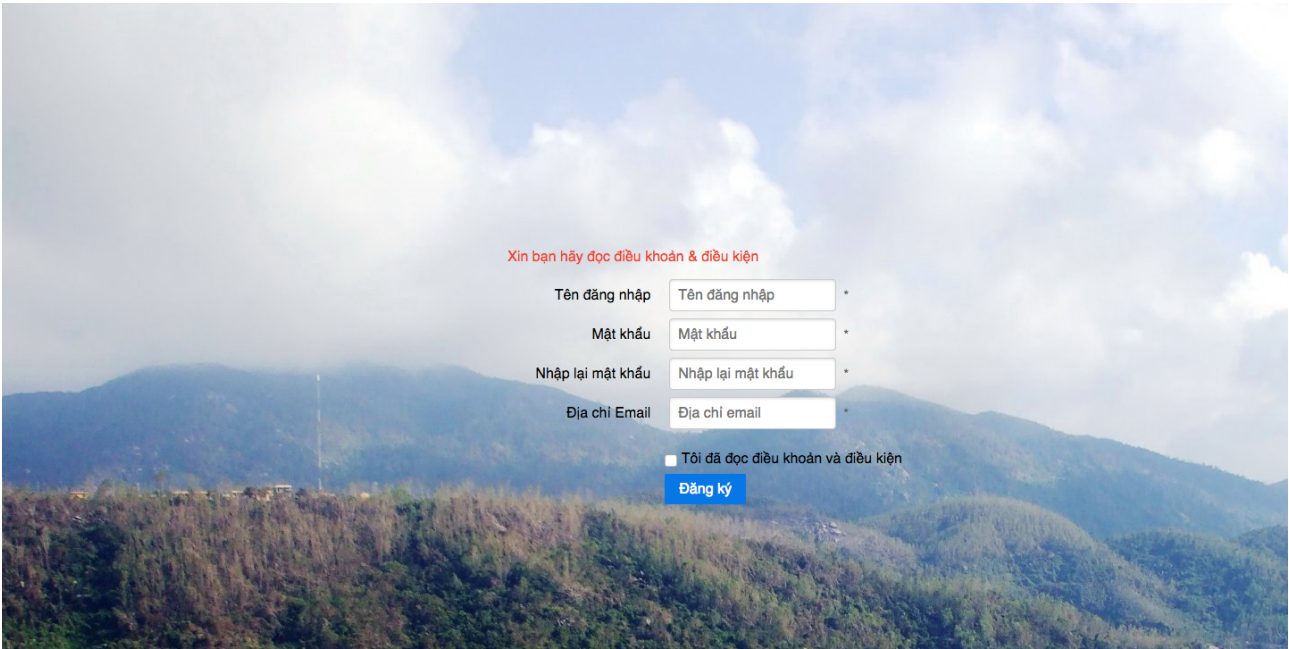 Xin bạn hãy đọc điều khoản & điều kiện
Tên đăng nhập Tên đăng nhập *
Mật khẩu Mật khẩu *
Nhập lại mật khẩu Nhập lại mật khẩu *
Địa chỉ Email Địa chỉ email *
Tôi đã đọc điều khoản và điều kiện
Đăng ký